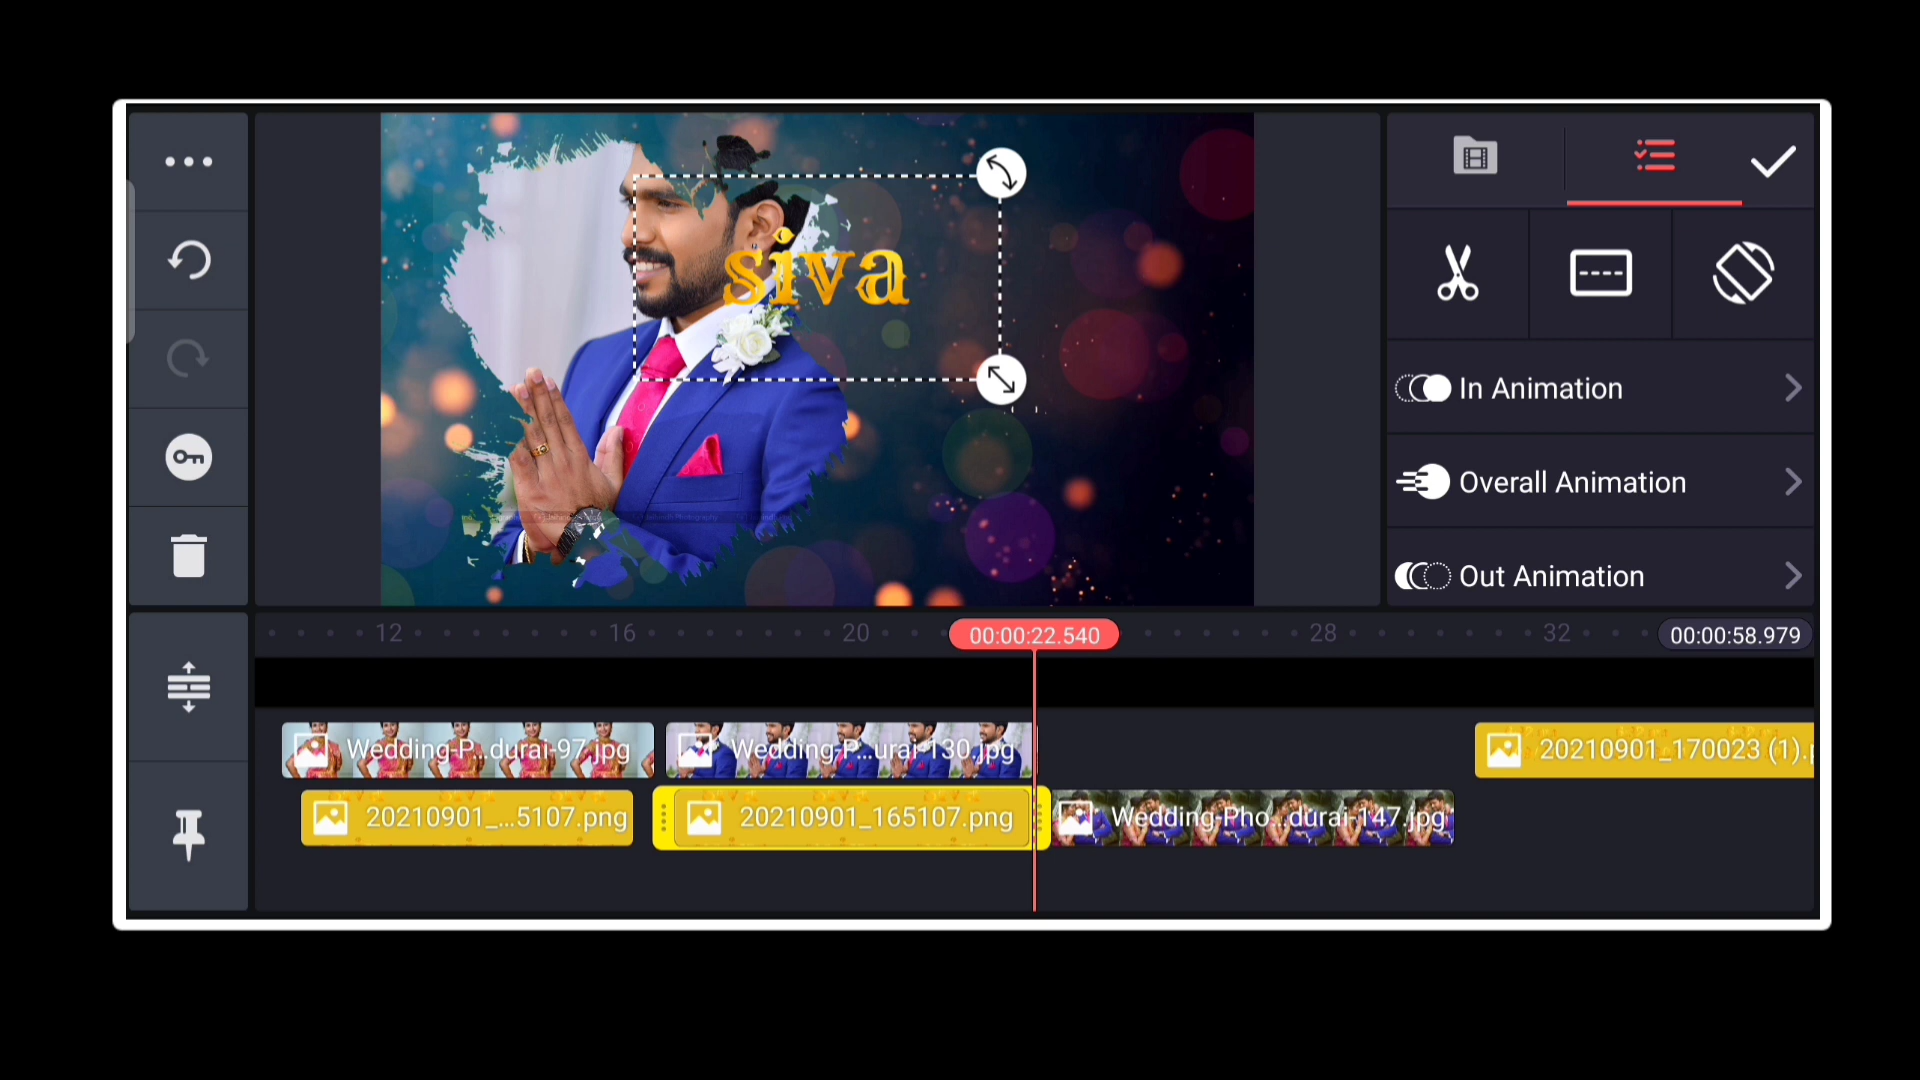 siva
In Animation
Overall Animation
Out Animation
12
16
20
00:00:22.540
28
32
00:00:58.979
Wedding-P...durai-97.jpg
Wedding-P...urai-130.jpg
20210901_170023 (1).
20210901_...5107.png
20210901_165107.png
Wedding-Pho...durai-147.jpg